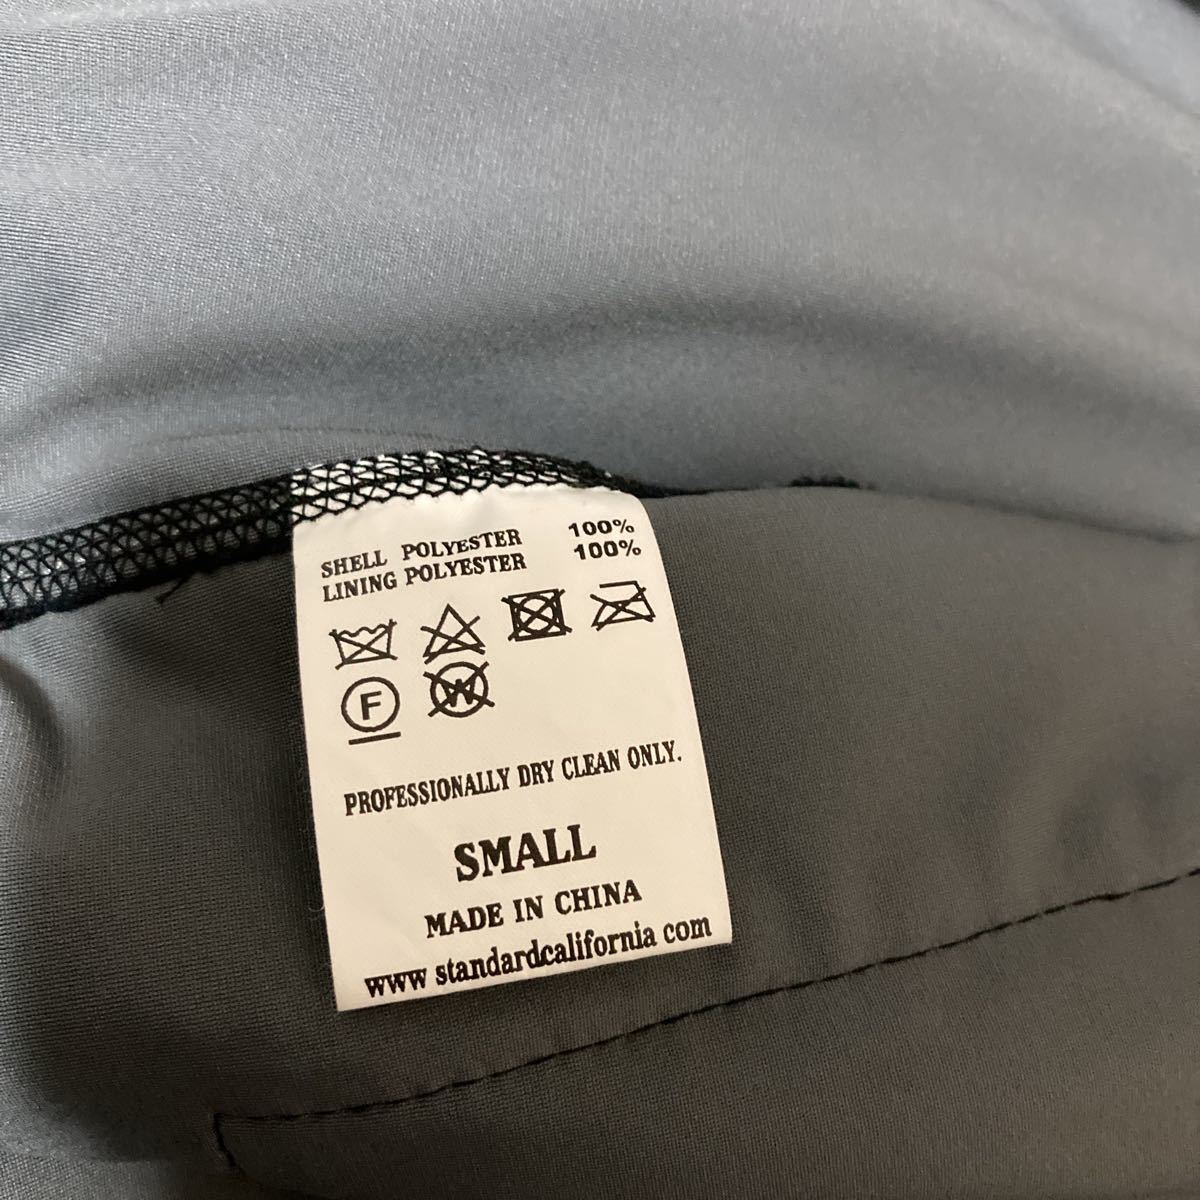 SHELL POLYESTER 100%
LINING POLYESTER 100%
F W
PROFESSIONALLY DRY CLEAN ONLY.
SMALL
MADE IN CHINA
www standardcalifornia com